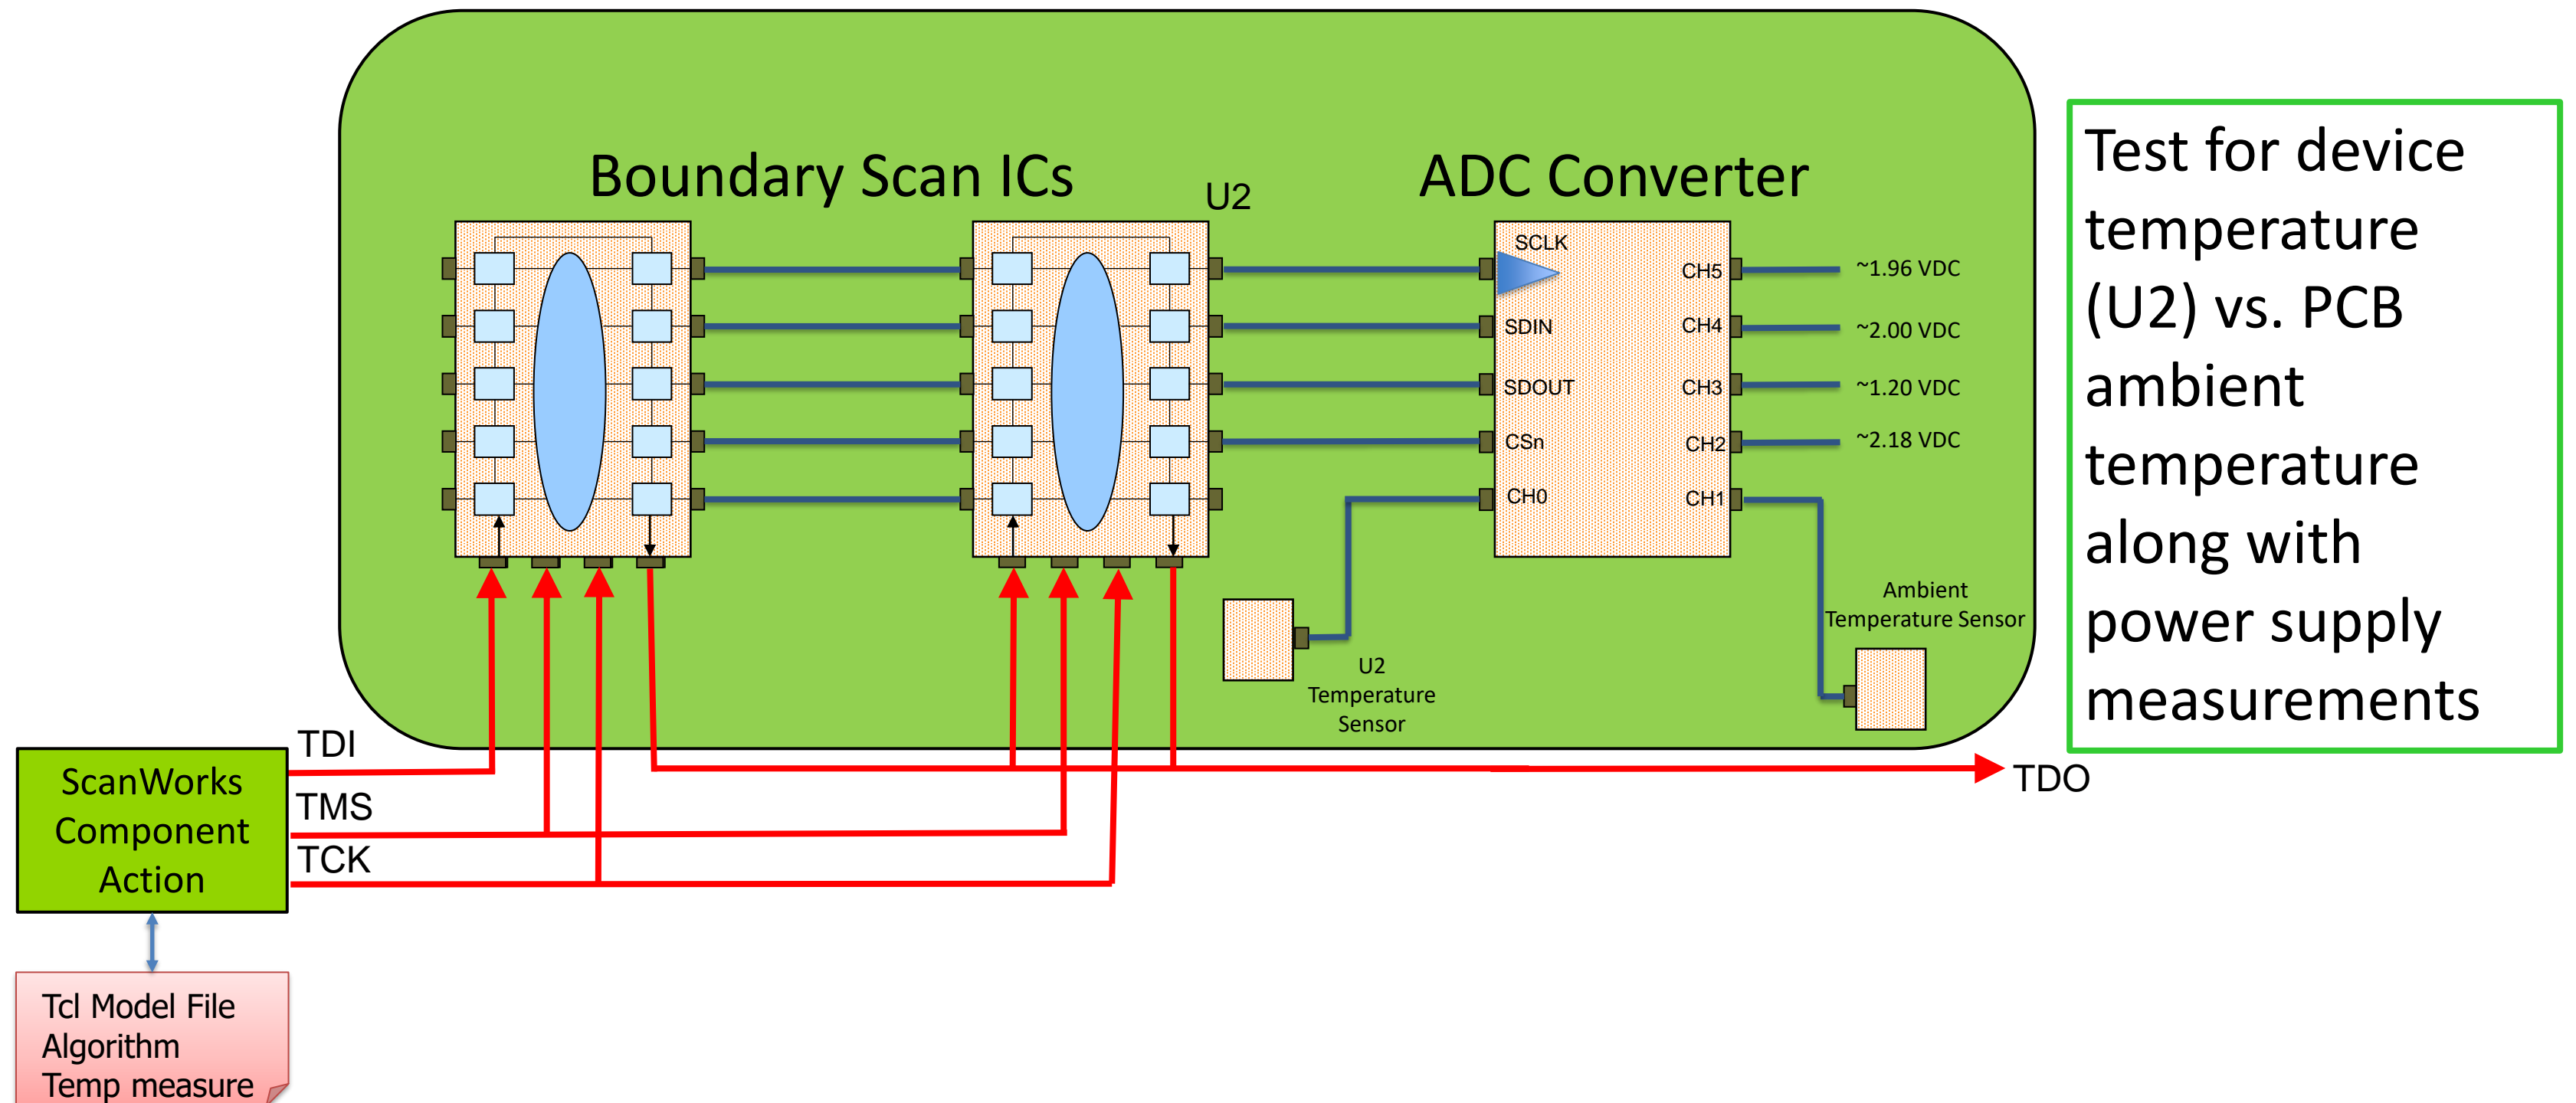 Boundary Scan ICs
U2
ADC Converter
SCLK
SDIN
SDOUT
CSn
CH0
CH5
CH4
CH3
CH2
CH1
~1.96 VDC
~2.00 VDC
~1.20 VDC
~2.18 VDC
U2
Temperature
Sensor
Ambient
Temperature Sensor
Test for device
temperature
(U2) vs. PCB
ambient
temperature
along with
power supply
measurements
TDI
TMS
TCK
TDO
ScanWorks
Component
Action
Tcl Model File
Algorithm
Temp measure